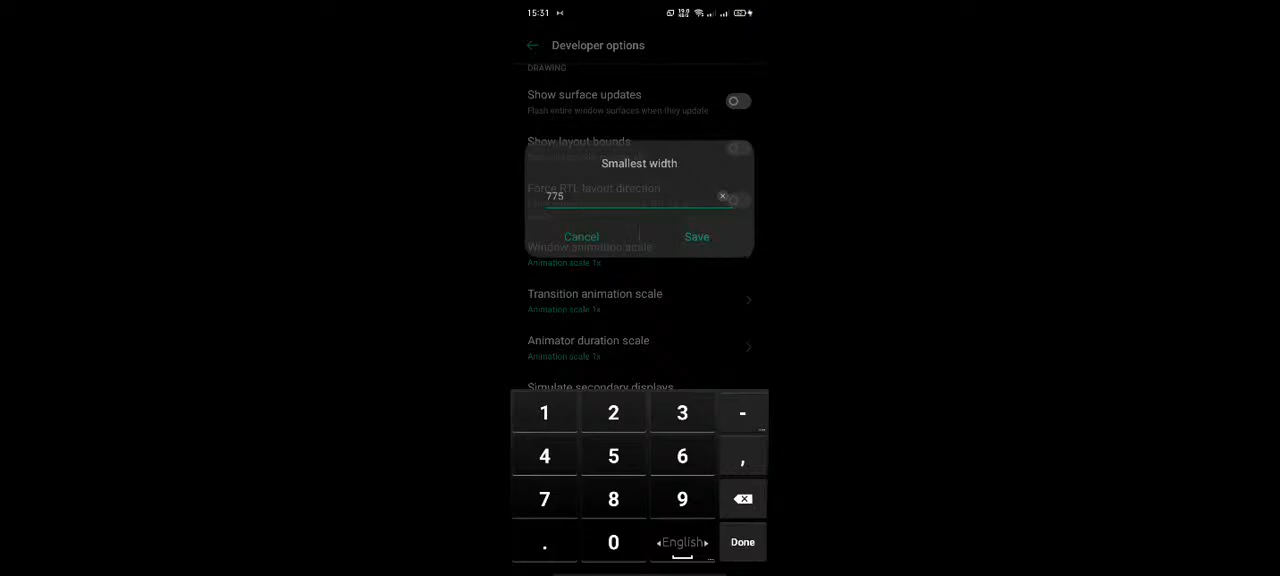 15:31
Developer options
DRAWING
Show surface updates
Flash entire window surfaces when they update
Show layout bounds
Smallest width
Force RTL layout direction
775
Cancel
Save
Window animation scale
Animation scale 1x
Transition animation scale
Animation scale 1x
Animator duration scale
Animation scale 1x
Simulate secondary displays
1 2 3 -
4 5 6 ,
7 8 9
. 0 English Done